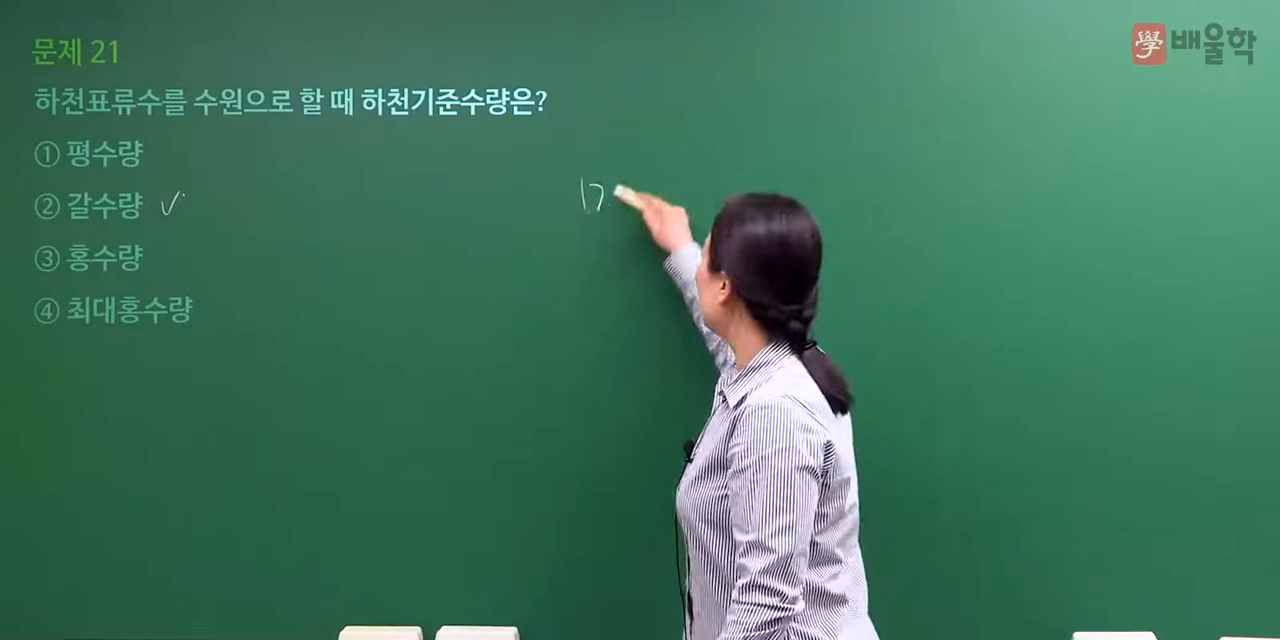 學 배울학
문제 21
하천표류수를 수원으로 할 때 하천기준수량은?
① 평수량
② 갈수량 ✓
③ 홍수량
④ 최대홍수량